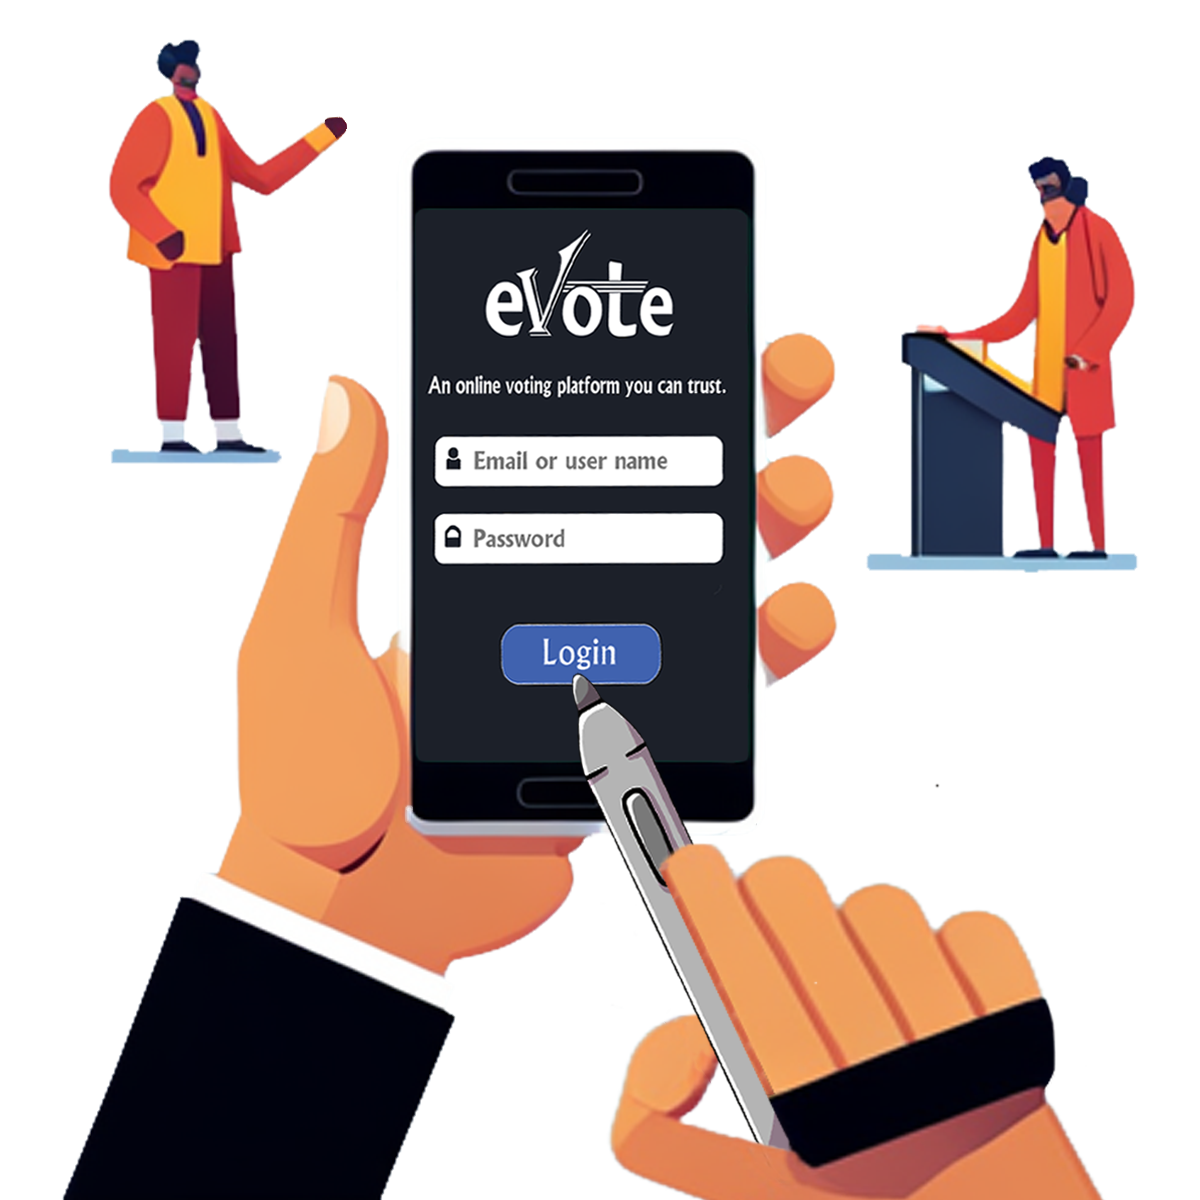 eVote
An online voting platform you can trust.
Email or user name
Password
Login